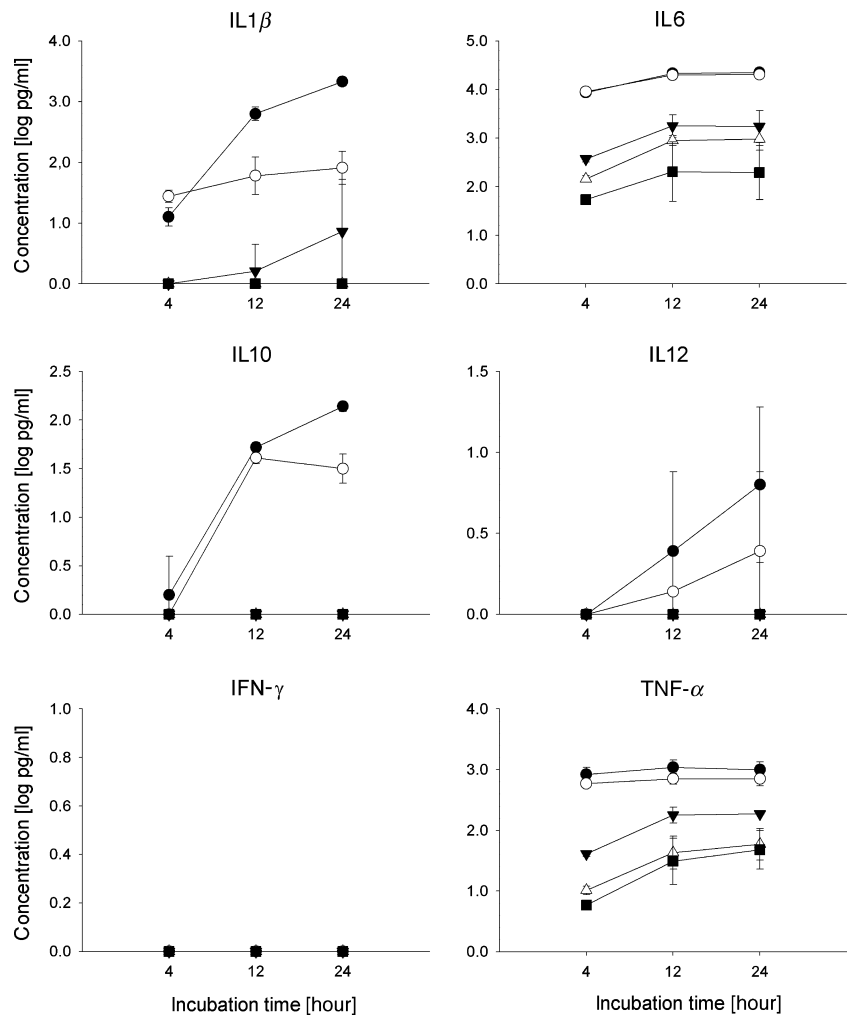 IL1β
Concentration [log pg/ml]
4.0
3.0
2.0
1.0
0.0
4 12 24
IL6
5.0
4.0
3.0
2.0
1.0
0.0
4 12 24
IL10
Concentration [log pg/ml]
2.5
2.0
1.5
1.0
0.5
0.0
4 12 24
IL12
1.5
1.0
0.5
0.0
4 12 24
IFN-γ
Concentration [log pg/ml]
1.0
0.8
0.6
0.4
0.2
0.0
4 12 24
Incubation time [hour]
TNF-α
4.0
3.0
2.0
1.0
0.0
4 12 24
Incubation time [hour]